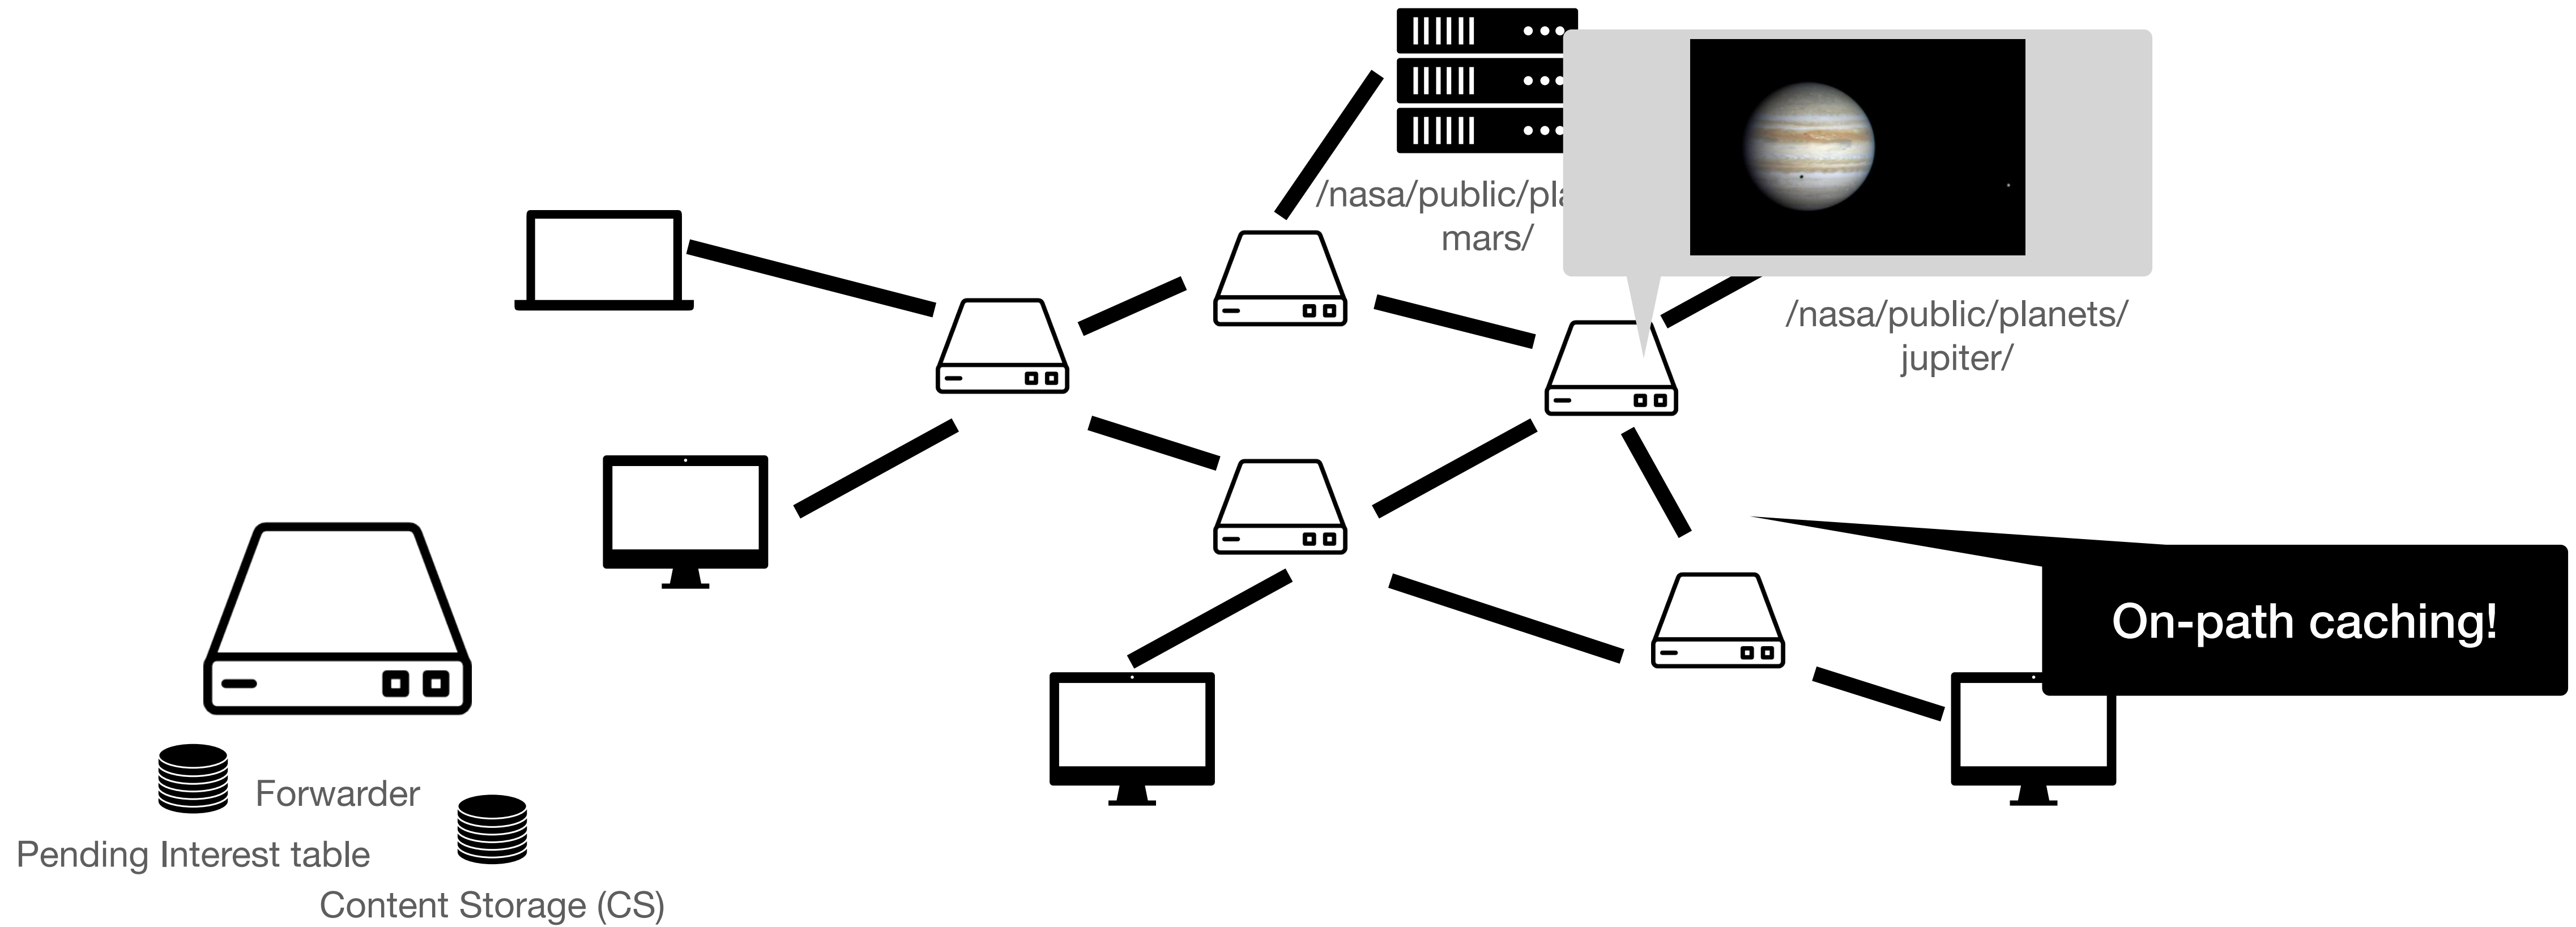 /nasa/public/pla
mars/
/nasa/public/planets/
jupiter/
On-path caching!
Forwarder
Pending Interest table
Content Storage (CS)